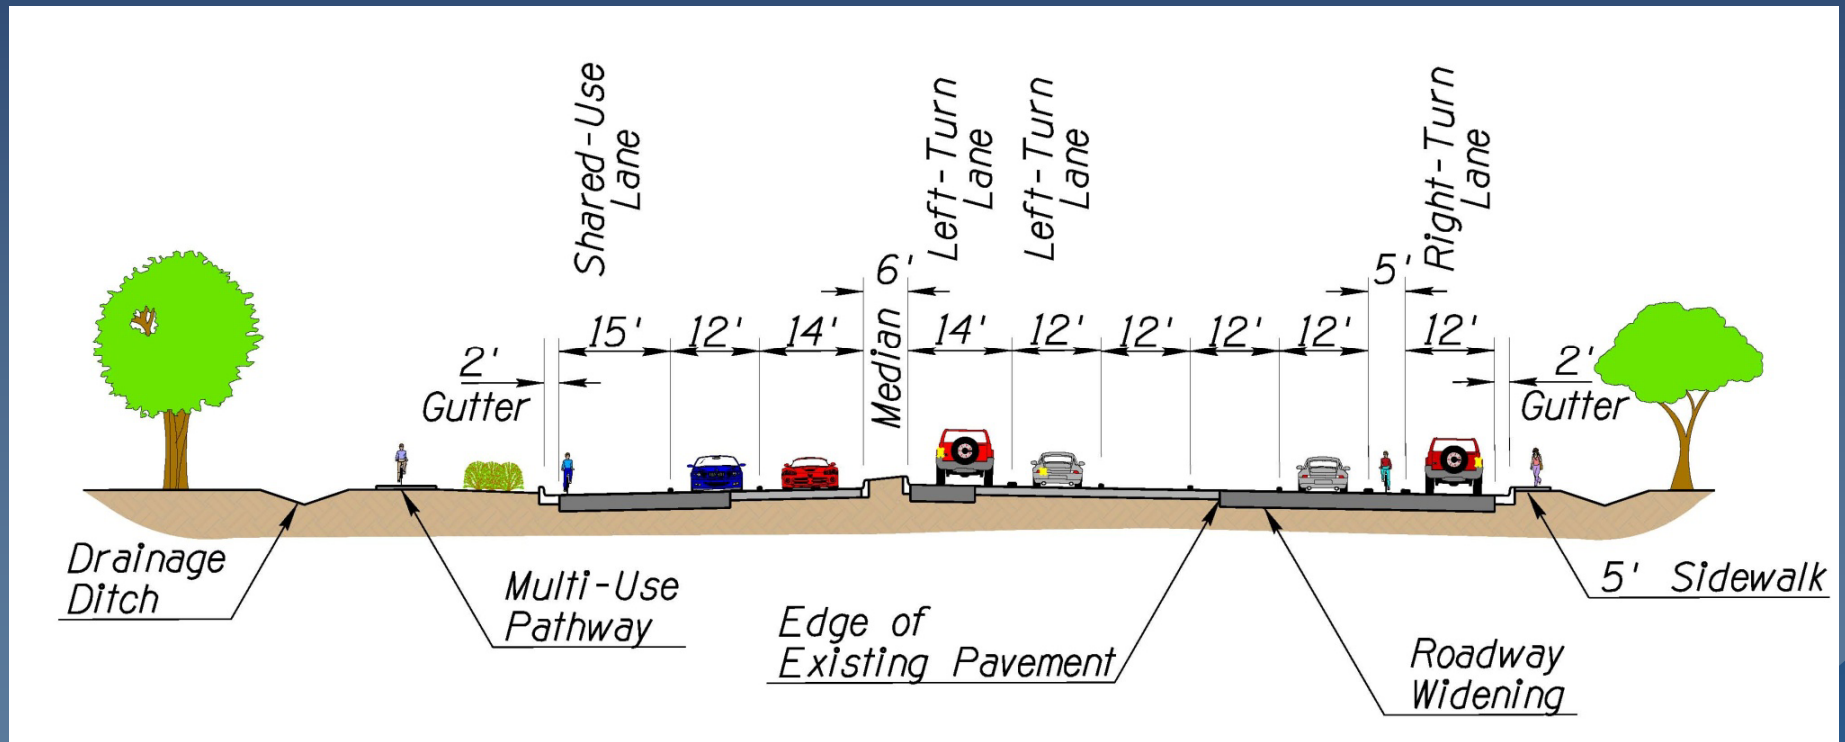 Shared-Use
Lane
Left-Turn
Lane
Left-Turn
Lane
Right-Turn
Lane
6'
5'
15'
12'
14'
Median
14'
12'
12'
12'
12'
12'
2'
Gutter
2'
Gutter
Drainage
Ditch
Multi-Use
Pathway
Edge of
Existing Pavement
Roadway
Widening
5' Sidewalk